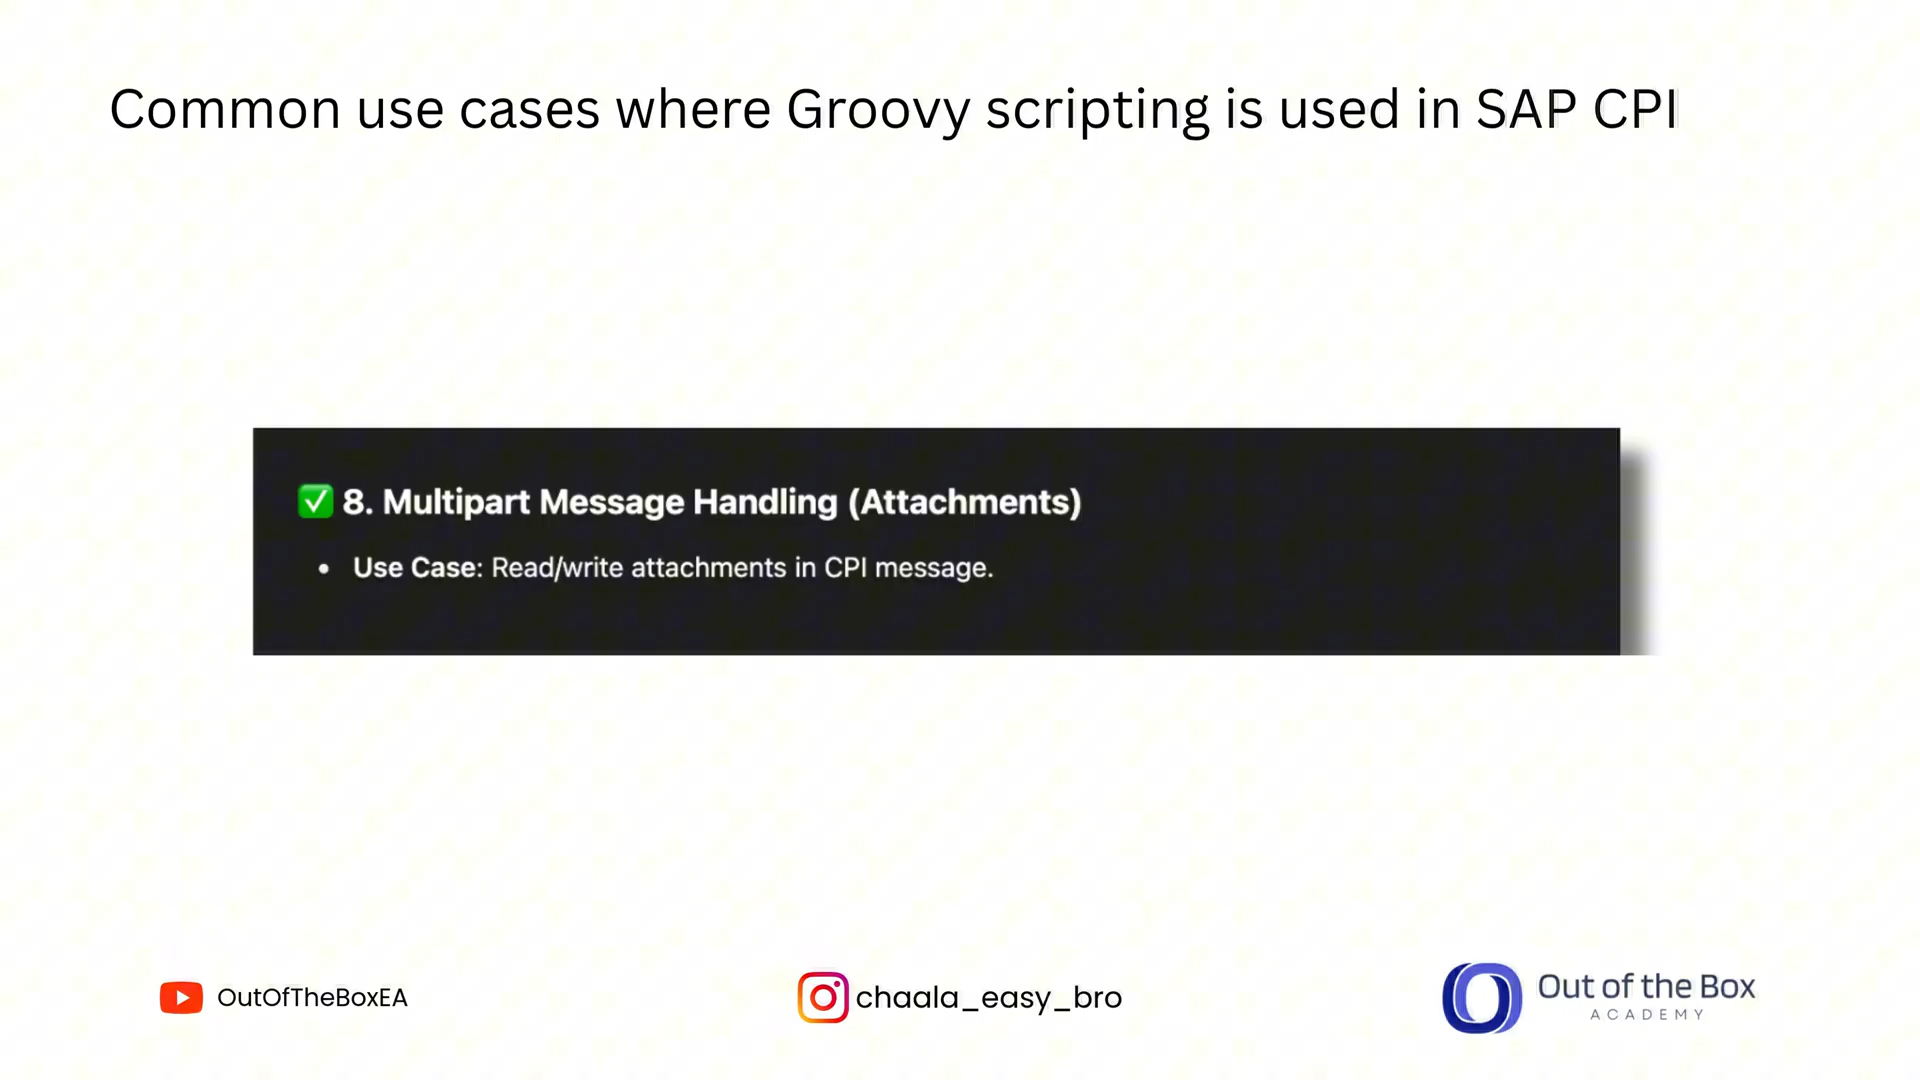 Common use cases where Groovy scripting is used in SAP CPI
✅ 8. Multipart Message Handling (Attachments)
• Use Case: Read/write attachments in CPI message.
OutOfTheBoxEA
chaala_easy_bro
Out of the Box
ACADEMY